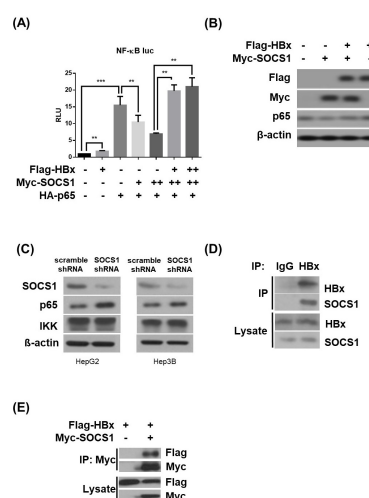 (A)
NF-κB luc
RLU
25
20
15
10
5
0
***
**
**
**
**
Flag-HBx - + - - - + ++
Myc-SOCS1 - - - + ++ ++ ++
HA-p65 - - + + + + +
(B)
Flag-HBx - - + +
Myc-SOCS1 - + + -
Flag
Myc
p65
ß-actin
(C)
scramble shRNA SOCS1 shRNA scramble shRNA SOCS1 shRNA
SOCS1
p65
IKK
ß-actin
HepG2 Hep3B
(D)
IP: IgG HBx
IP
HBx
SOCS1
Lysate
HBx
SOCS1
(E)
Flag-HBx + +
Myc-SOCS1 - +
IP: Myc
Flag
Myc
Lysate
Flag
Myc